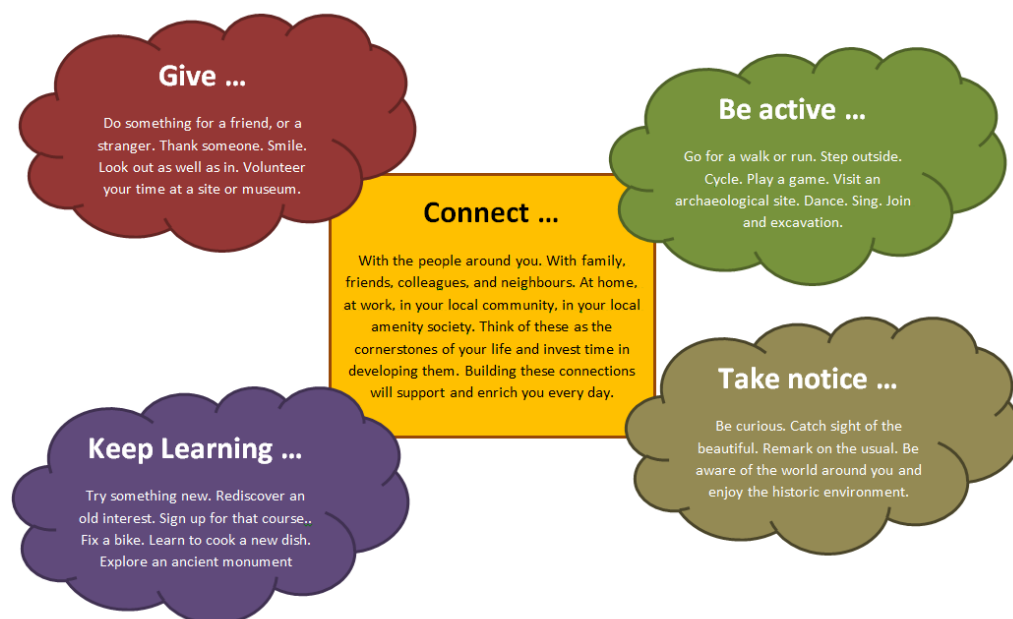 Give ...
Do something for a friend, or a
stranger. Thank someone. Smile.
Look out as well as in. Volunteer
your time at a site or museum.
Be active ...
Go for a walk or run. Step outside.
Cycle. Play a game. Visit an
archaeological site. Dance. Sing. Join
and excavation.
Connect ...
With the people around you. With family,
friends, colleagues, and neighbours. At home,
at work, in your local community, in your local
amenity society. Think of these as the
cornerstones of your life and invest time in
developing them. Building these connections
will support and enrich you every day.
Keep Learning ...
Try something new. Rediscover an
old interest. Sign up for that course..
Fix a bike. Learn to cook a new dish.
Explore an ancient monument
Take notice ...
Be curious. Catch sight of the
beautiful. Remark on the usual. Be
aware of the world around you and
enjoy the historic environment.